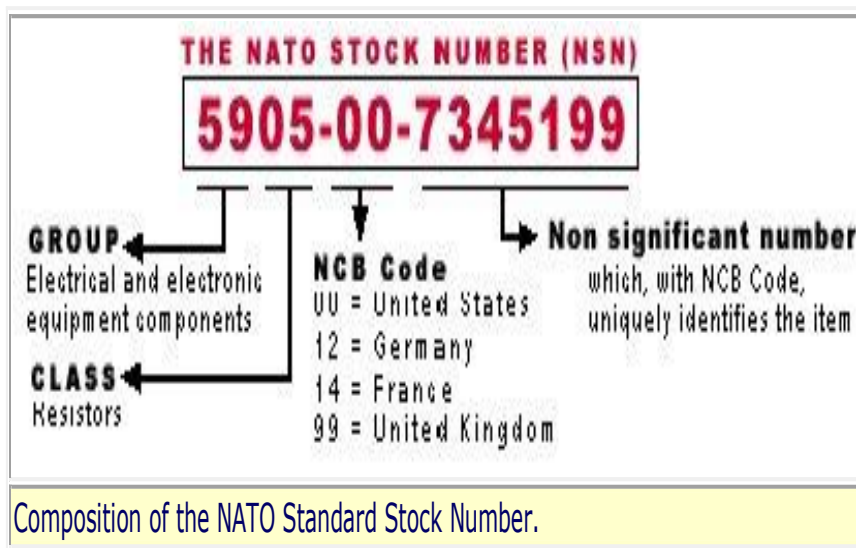 THE NATO STOCK NUMBER (NSN)
5905-00-7345199
GROUP
Electrical and electronic
equipment components
CLASS
Resistors
NCB Code
00 = United States
12 = Germany
14 = France
99 = United Kingdom
Non significant number
which, with NCB Code,
uniquely identifies the item
Composition of the NATO Standard Stock Number.